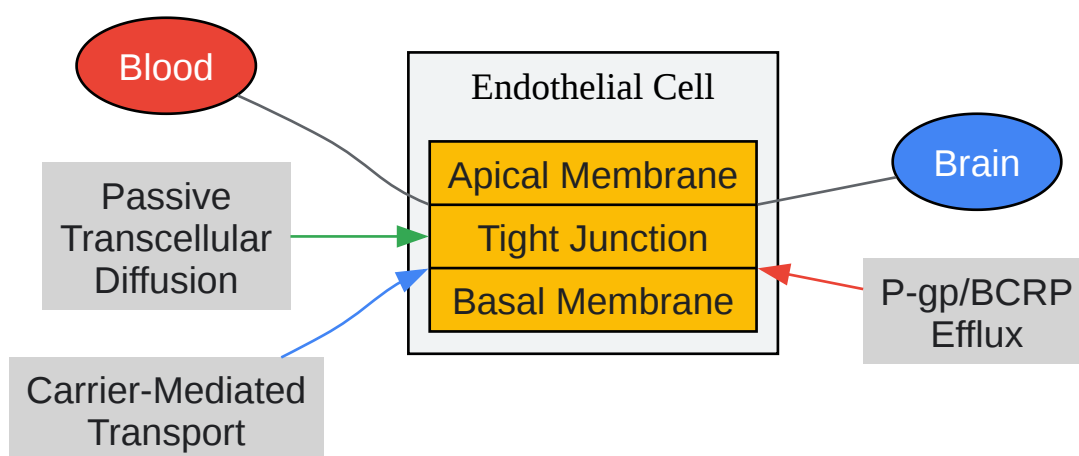 Blood
Endothelial Cell
Apical Membrane
Brain
Passive
Transcellular
Diffusion
Tight Junction
Basal Membrane
P-gp/BCRP
Efflux
Carrier-Mediated
Transport